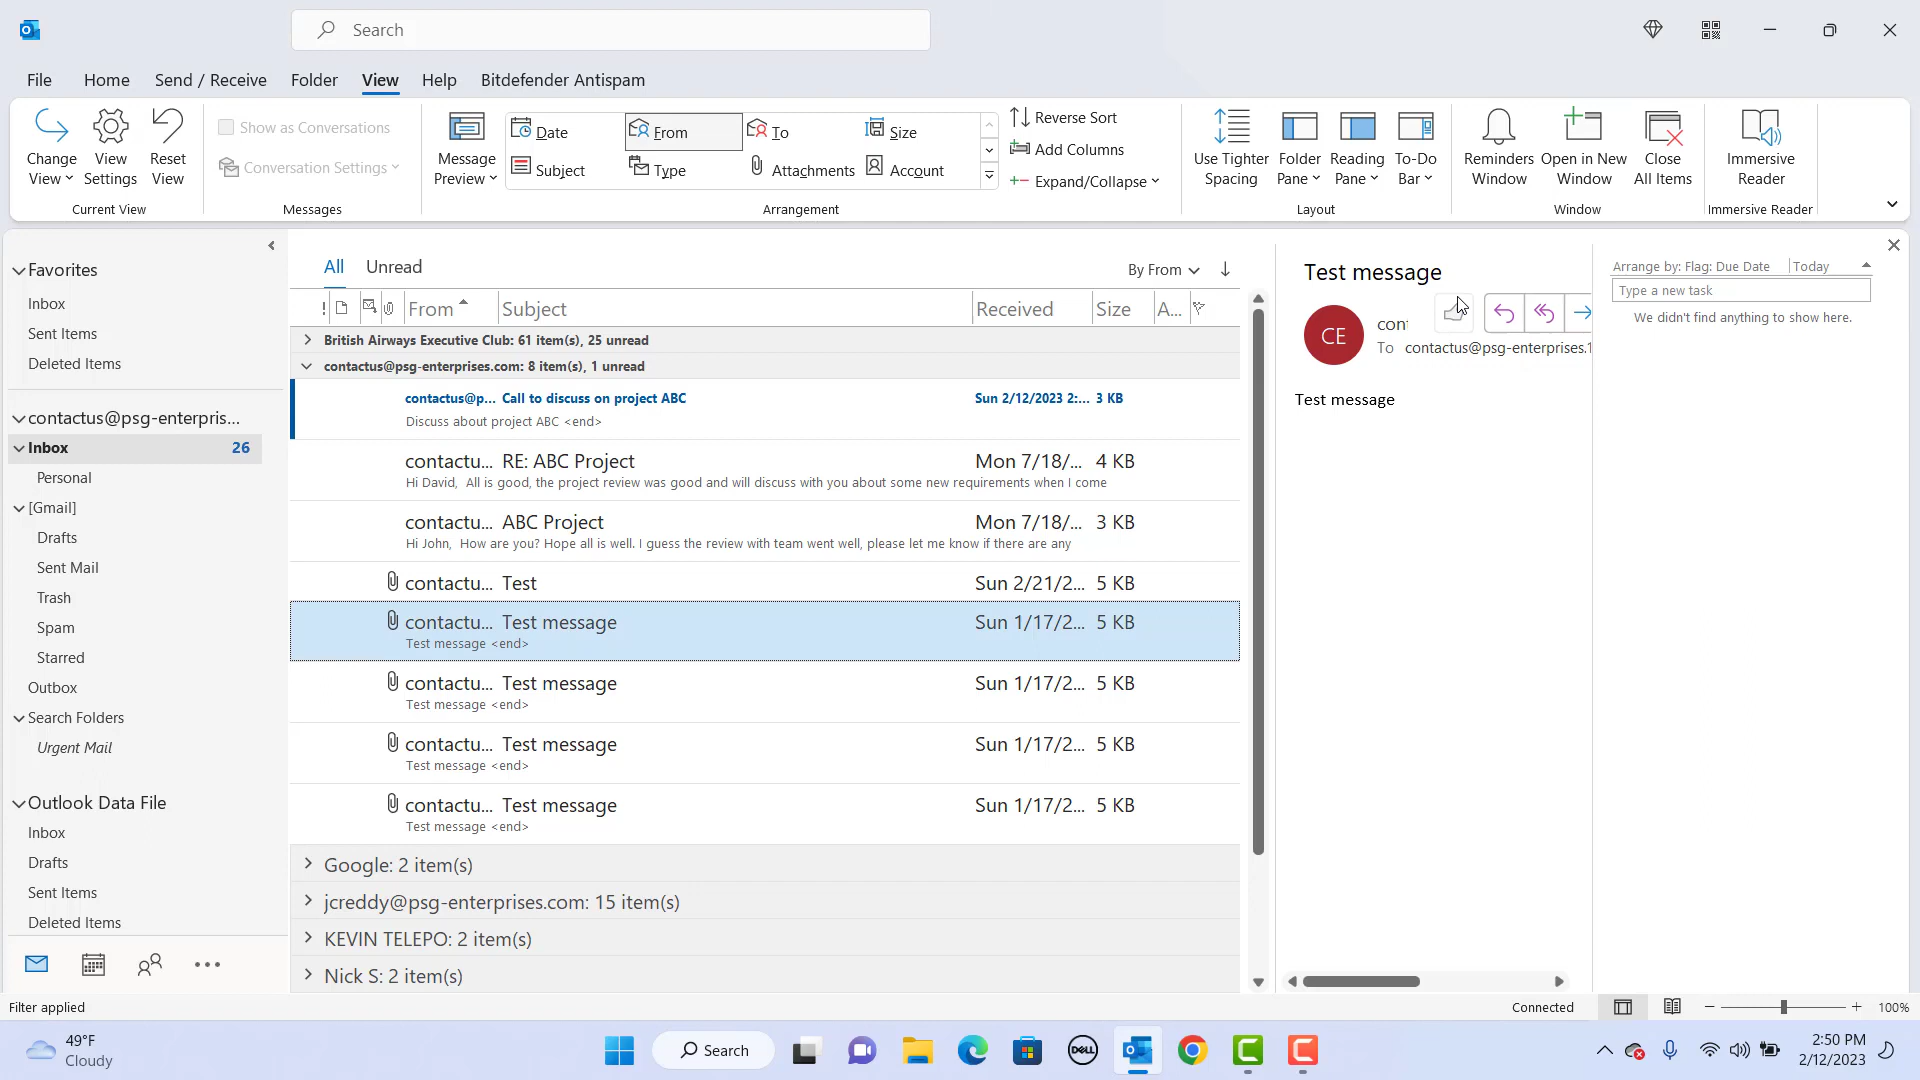 Search
File Home Send / Receive Folder View Help Bitdefender Antispam
Change View
View Settings
Reset View
Current View
Show as Conversations
Conversation Settings
Messages
Message Preview
Date From To Size
Subject Type Attachments Account
Arrangement
Reverse Sort
Add Columns
Expand/Collapse
Use Tighter Spacing
Folder Pane
Reading Pane
To-Do Bar
Layout
Reminders Window
Open in New Window
Close All Items
Window
Immersive Reader
Immersive Reader
Favorites
Inbox
Sent Items
Deleted Items
contactus@psg-enterpris...
Inbox 26
Personal
[Gmail]
Drafts
Sent Mail
Trash
Spam
Starred
Outbox
Search Folders
Urgent Mail
Outlook Data File
Inbox
Drafts
Sent Items
Deleted Items
All Unread By From
! From Subject Received Size A...
British Airways Executive Club: 61 item(s), 25 unread
contactus@psg-enterprises.com: 8 item(s), 1 unread
contactus@p... Call to discuss on project ABC Sun 2/12/2023 2:... 3 KB
Discuss about project ABC <end>
contactu... RE: ABC Project Mon 7/18/... 4 KB
Hi David, All is good, the project review was good and will discuss with you about some new requirements when I come
contactu... ABC Project Mon 7/18/... 3 KB
Hi John, How are you? Hope all is well. I guess the review with team went well, please let me know if there are any
contactu... Test Sun 2/21/2... 5 KB
contactu... Test message Sun 1/17/2... 5 KB
Test message <end>
contactu... Test message Sun 1/17/2... 5 KB
Test message <end>
contactu... Test message Sun 1/17/2... 5 KB
Test message <end>
contactu... Test message Sun 1/17/2... 5 KB
Test message <end>
Google: 2 item(s)
jcreddy@psg-enterprises.com: 15 item(s)
KEVIN TELEPO: 2 item(s)
Nick S: 2 item(s)
Test message
CE
cont
To contactus@psg-enterprises.1
Test message
Arrange by: Flag: Due Date Today
Type a new task
We didn't find anything to show here.
Filter applied
Connected
100%
49°F
Cloudy
Search
DELL
2:50 PM
2/12/2023